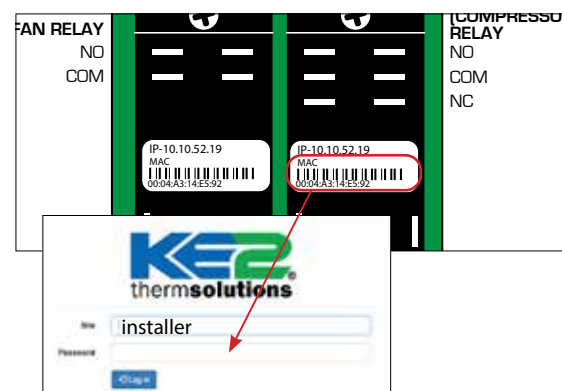 FAN RELAY
NO
COM
(COMPRESSO
RELAY
NO
COM
NC
IP-10.10.52.19
MAC
00:04:A3:14:E5:92
IP-10.10.52.19
MAC
00:04:A3:14:E5:92
KE2
thermsolutions
Site
installer
Password
Log in